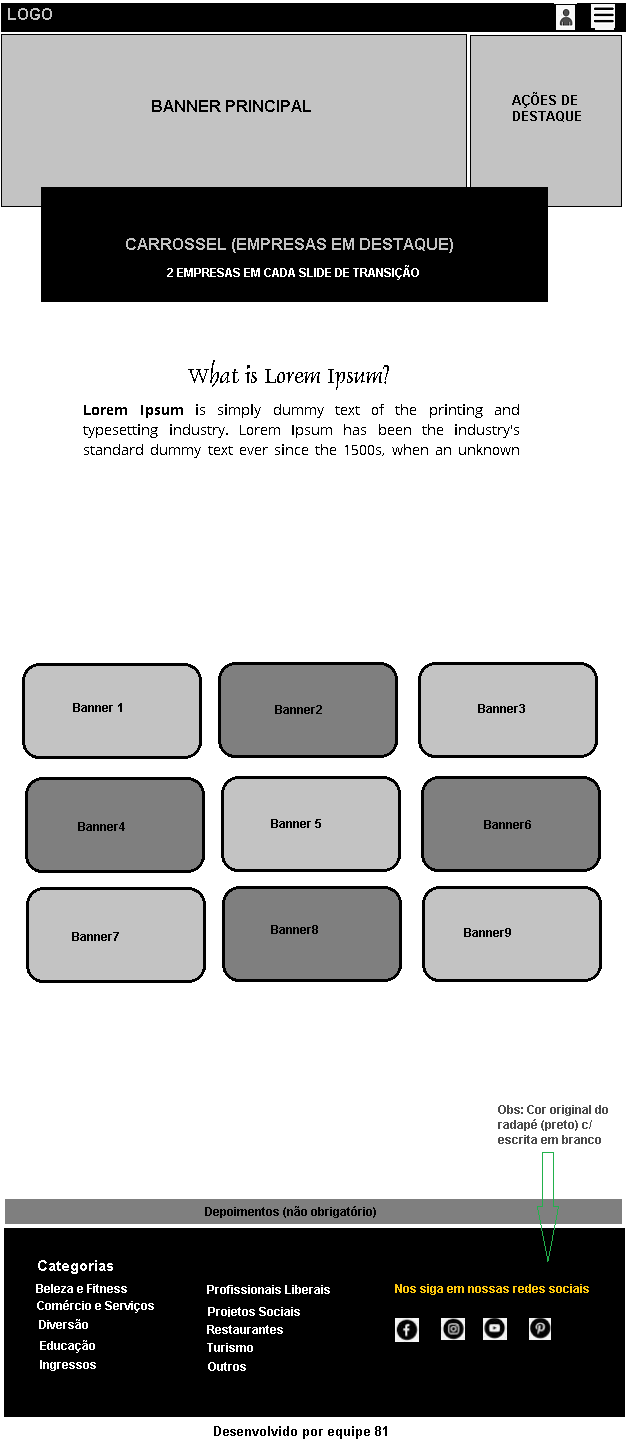 LOGO
BANNER PRINCIPAL
AÇÕES DE
DESTAQUE
CARROSSEL (EMPRESAS EM DESTAQUE)
2 EMPRESAS EM CADA SLIDE DE TRANSIÇÃO
What is Lorem Ipsum?
Lorem Ipsum is simply dummy text of the printing and
typesetting industry. Lorem Ipsum has been the industry's
standard dummy text ever since the 1500s, when an unknown
Banner 1
Banner2
Banner3
Banner4
Banner 5
Banner6
Banner7
Banner8
Banner9
Obs: Cor original do
radapé (preto) c/
escrita em branco
Depoimentos (não obrigatório)
Categorias
Beleza e Fitness
Comércio e Serviços
Diversão
Educação
Ingressos
Profissionais Liberais
Projetos Sociais
Restaurantes
Turismo
Outros
Nos siga em nossas redes sociais
Desenvolvido por equipe 81